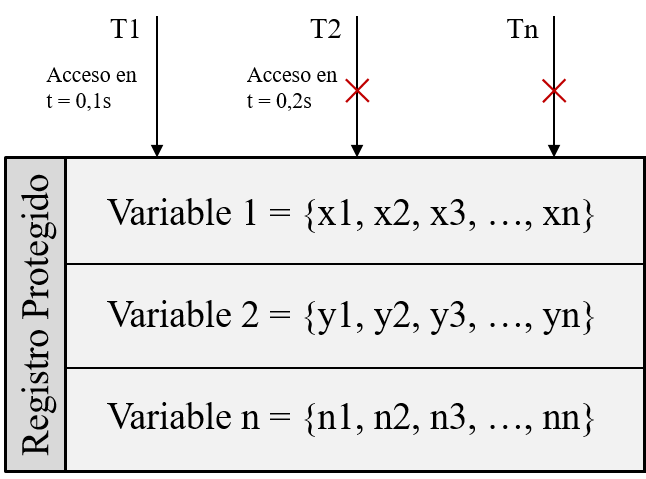 T1
T2
Tn
Acceso en
t = 0,1s
Acceso en
t = 0,2s
Registro Protegido
Variable 1 = {x1, x2, x3, …, xn}
Variable 2 = {y1, y2, y3, …, yn}
Variable n = {n1, n2, n3, …, nn}